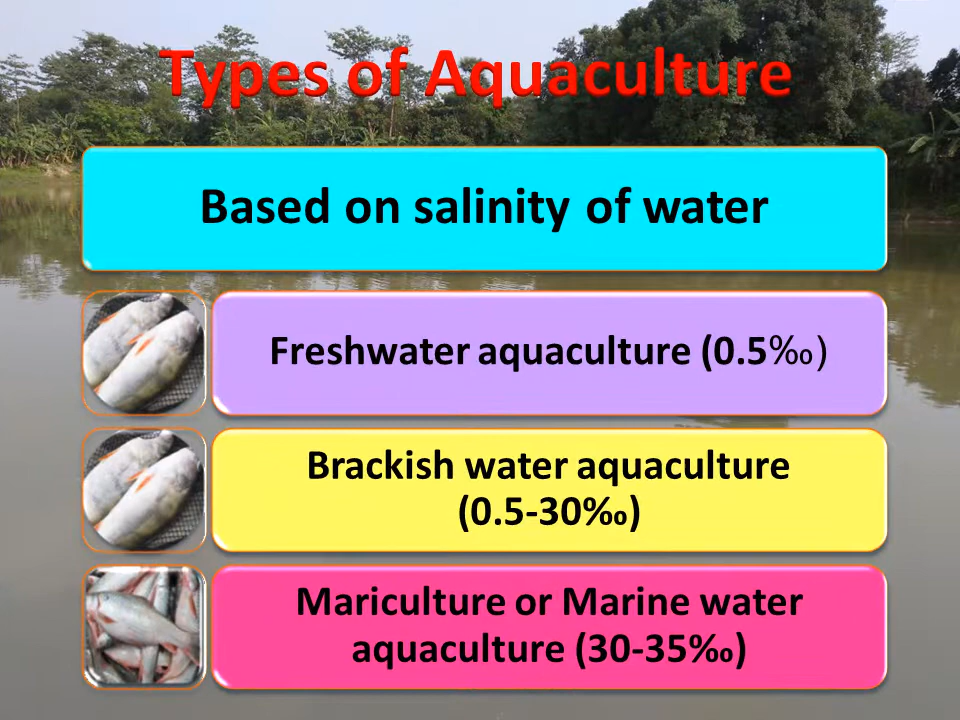 Types of Aquaculture
Based on salinity of water
Freshwater aquaculture (0.5‰)
Brackish water aquaculture
(0.5-30‰)
Mariculture or Marine water
aquaculture (30-35‰)